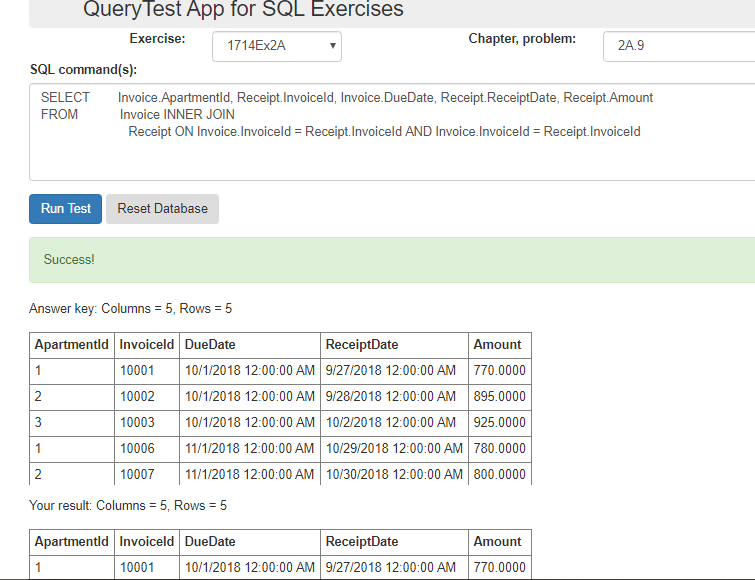 QueryTest App for SQL Exercises
Exercise: 1714Ex2A Chapter, problem: 2A.9
SQL command(s):
SELECT Invoice.ApartmentId, Receipt.InvoiceId, Invoice.DueDate, Receipt.ReceiptDate, Receipt.Amount
FROM Invoice INNER JOIN
Receipt ON Invoice.InvoiceId = Receipt.InvoiceId AND Invoice.InvoiceId = Receipt.InvoiceId
Run Test Reset Database
Success!
Answer key: Columns = 5, Rows = 5
ApartmentId InvoiceId DueDate ReceiptDate Amount
1 10001 10/1/2018 12:00:00 AM 9/27/2018 12:00:00 AM 770.0000
2 10002 10/1/2018 12:00:00 AM 9/28/2018 12:00:00 AM 895.0000
3 10003 10/1/2018 12:00:00 AM 10/2/2018 12:00:00 AM 925.0000
1 10006 11/1/2018 12:00:00 AM 10/29/2018 12:00:00 AM 780.0000
2 10007 11/1/2018 12:00:00 AM 10/30/2018 12:00:00 AM 800.0000
Your result: Columns = 5, Rows = 5
ApartmentId InvoiceId DueDate ReceiptDate Amount
1 10001 10/1/2018 12:00:00 AM 9/27/2018 12:00:00 AM 770.0000